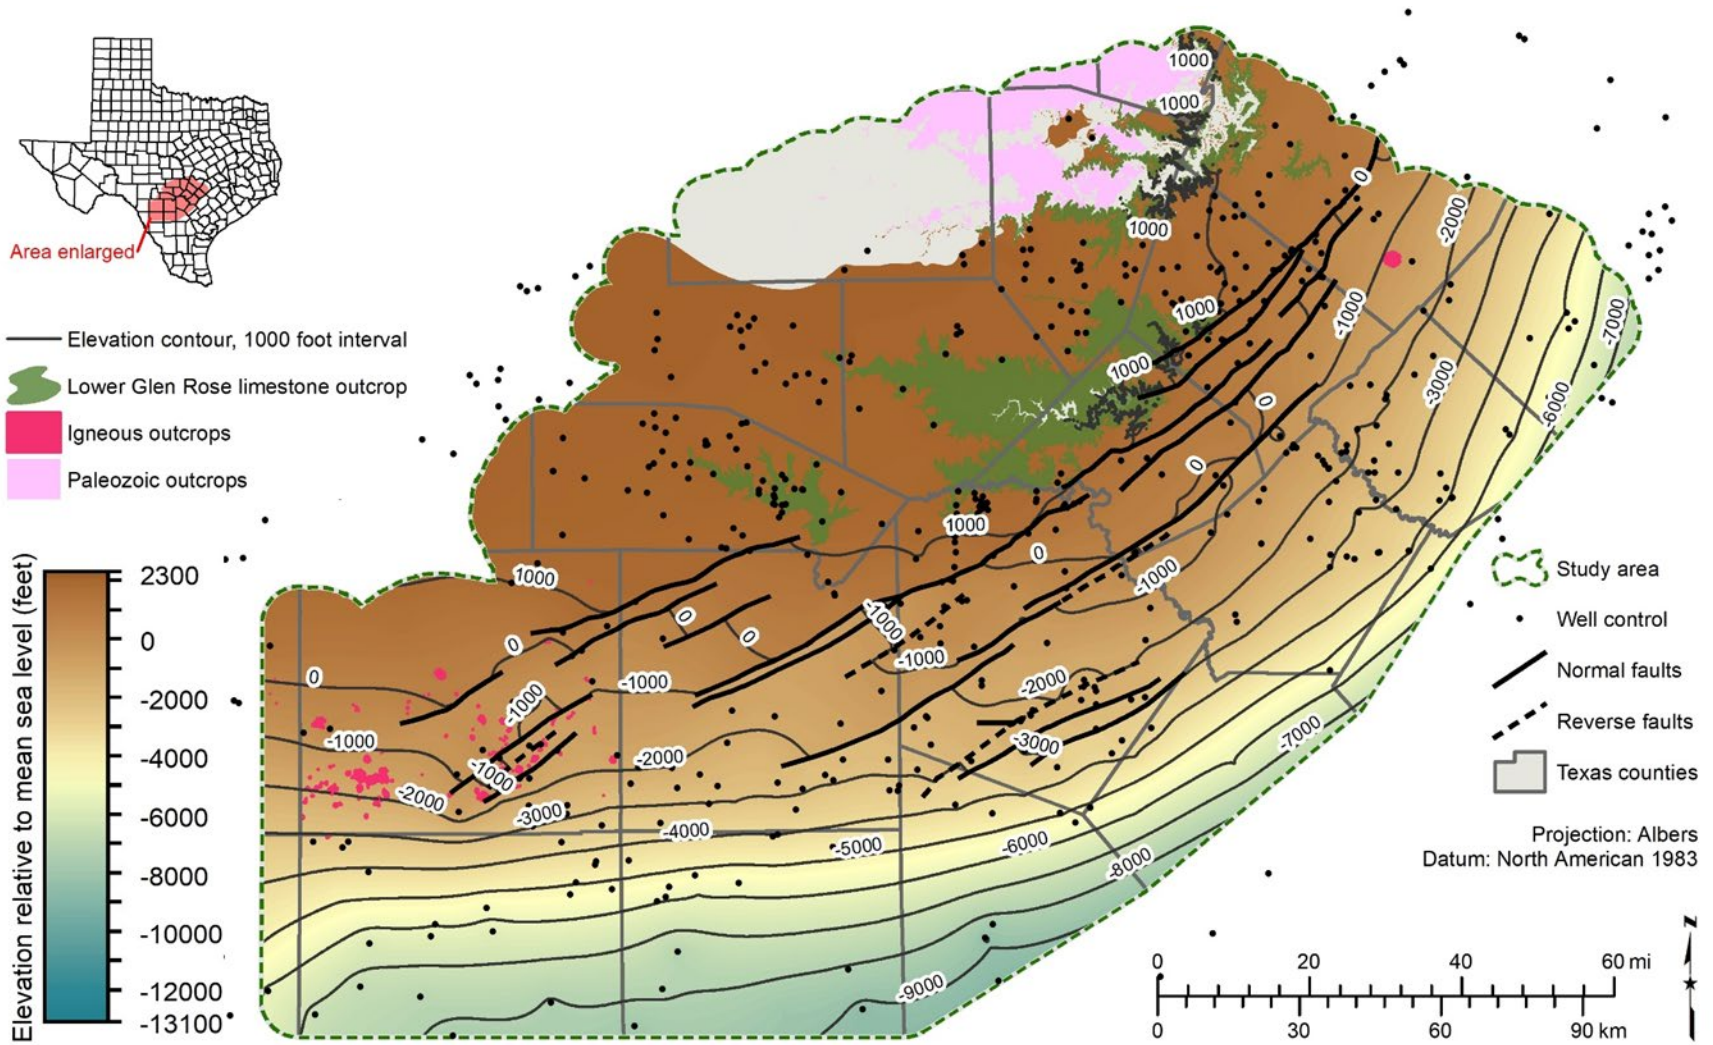 Area enlarged
Elevation contour, 1000 foot interval
Lower Glen Rose limestone outcrop
Igneous outcrops
Paleozoic outcrops
Elevation relative to mean sea level (feet)
2300
0
-2000
-4000
-6000
-8000
-10000
-12000
-13100
1000
1000
1000
0
-2000
1000
-1000
-7000
1000
-3000
0
-6000
0
1000
0
1000
-1000
-1000
0
0
0
-1000
0
-1000
-1000
-2000
-1000
-3000
-7000
-2000
-1000
-2000
-3000
-4000
-5000
-6000
-8000
-9000
Study area
Well control
Normal faults
Reverse faults
Texas counties
Projection: Albers
Datum: North American 1983
N
0 20 40 60 mi
0 30 60 90 km